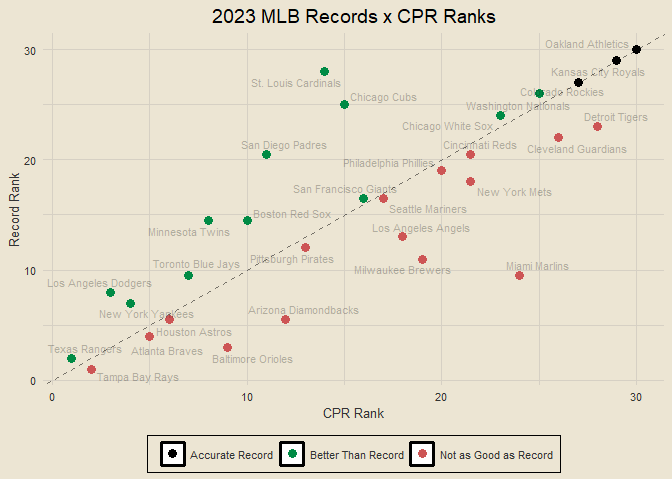 2023 MLB Records x CPR Ranks
Oakland Athletics
Kansas City Royals
St. Louis Cardinals
Colorado Rockies
Chicago Cubs
Washington Nationals
Detroit Tigers
Chicago White Sox
San Diego Padres
Cincinnati Reds
Cleveland Guardians
Philadelphia Phillies
San Francisco Giants
New York Mets
Boston Red Sox
Seattle Mariners
Minnesota Twins
Los Angeles Angels
Pittsburgh Pirates
Toronto Blue Jays
Milwaukee Brewers
Miami Marlins
Los Angeles Dodgers
New York Yankees
Arizona Diamondbacks
Houston Astros
Texas Rangers
Atlanta Braves
Baltimore Orioles
Tampa Bay Rays
30
20
10
0
Record Rank
0 10 20 30
CPR Rank
Accurate Record Better Than Record Not as Good as Record